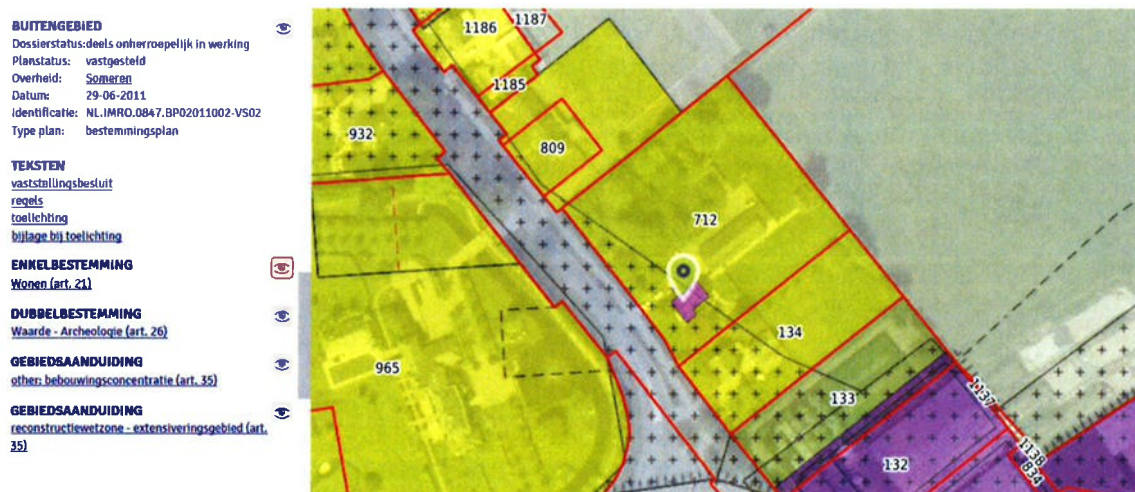 BUITENGEBIED
Dossierstatus:deels onherroepelijk in werking
Planstatus: vastgesteld
Overheid: Someren
Datum: 29-06-2011
Identificatie: NL.IMRO.0847.BP02011002-VS02
Type plan: bestemmingsplan
TEKSTEN
vaststellingsbesluit
regels
toelichting
bijlage bij toelichting
ENKELBESTEMMING
Wonen (art. 21)
DUBBELBESTEMMING
Waarde - Archeologie (art. 26)
GEBIEDSAANDUIDING
other: bebouwingsconcentratie (art. 35)
GEBIEDSAANDUIDING
reconstructiewetzone - extensiveringsgebied (art.
35)
1187
1186
1185
932
809
712
134
965
133
1137
1138
834
132